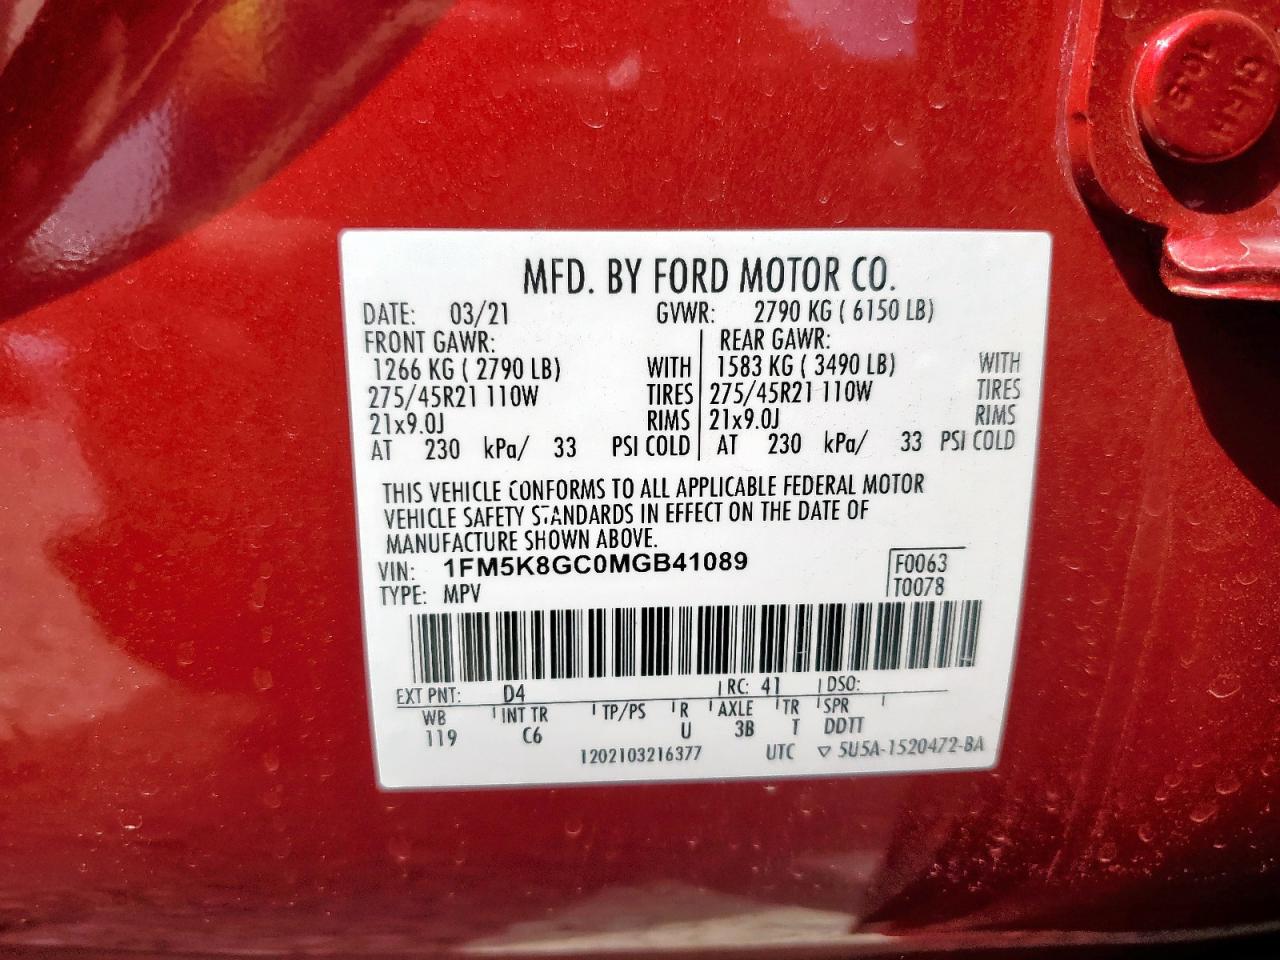 MFD. BY FORD MOTOR CO.
DATE: 03/21 GVWR: 2790 KG ( 6150 LB)
FRONT GAWR: REAR GAWR:
1266 KG ( 2790 LB) WITH 1583 KG ( 3490 LB) WITH
275/45R21 110W TIRES 275/45R21 110W TIRES
21x9.0J RIMS 21x9.0J RIMS
AT 230 kPa/ 33 PSI COLD AT 230 kPa/ 33 PSI COLD
THIS VEHICLE CONFORMS TO ALL APPLICABLE FEDERAL MOTOR
VEHICLE SAFETY STANDARDS IN EFFECT ON THE DATE OF
MANUFACTURE SHOWN ABOVE.
VIN: 1FM5K8GC0MGB41089 F0063
TYPE: MPV T0078
EXT PNT: D4 RC: 41 DSO:
WB INT TR TP/PS R AXLE TR SPR
119 C6 U 3B T DDTT
1202103216377 UTC ▽ 5U5A-1520472-BA